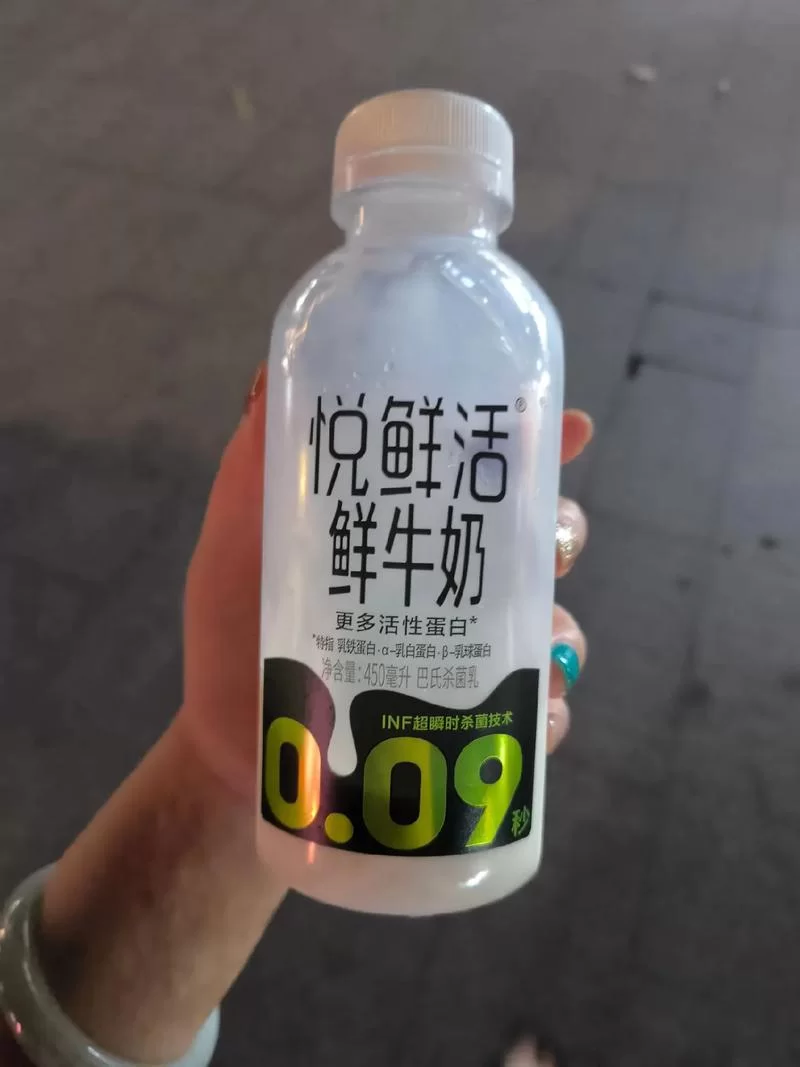 悦鲜活®
鲜牛奶
更多活性蛋白*
*特指 乳铁蛋白·α-乳白蛋白·β-乳球蛋白
净含量:450毫升 巴氏杀菌乳
INF超瞬时杀菌技术
0.09秒